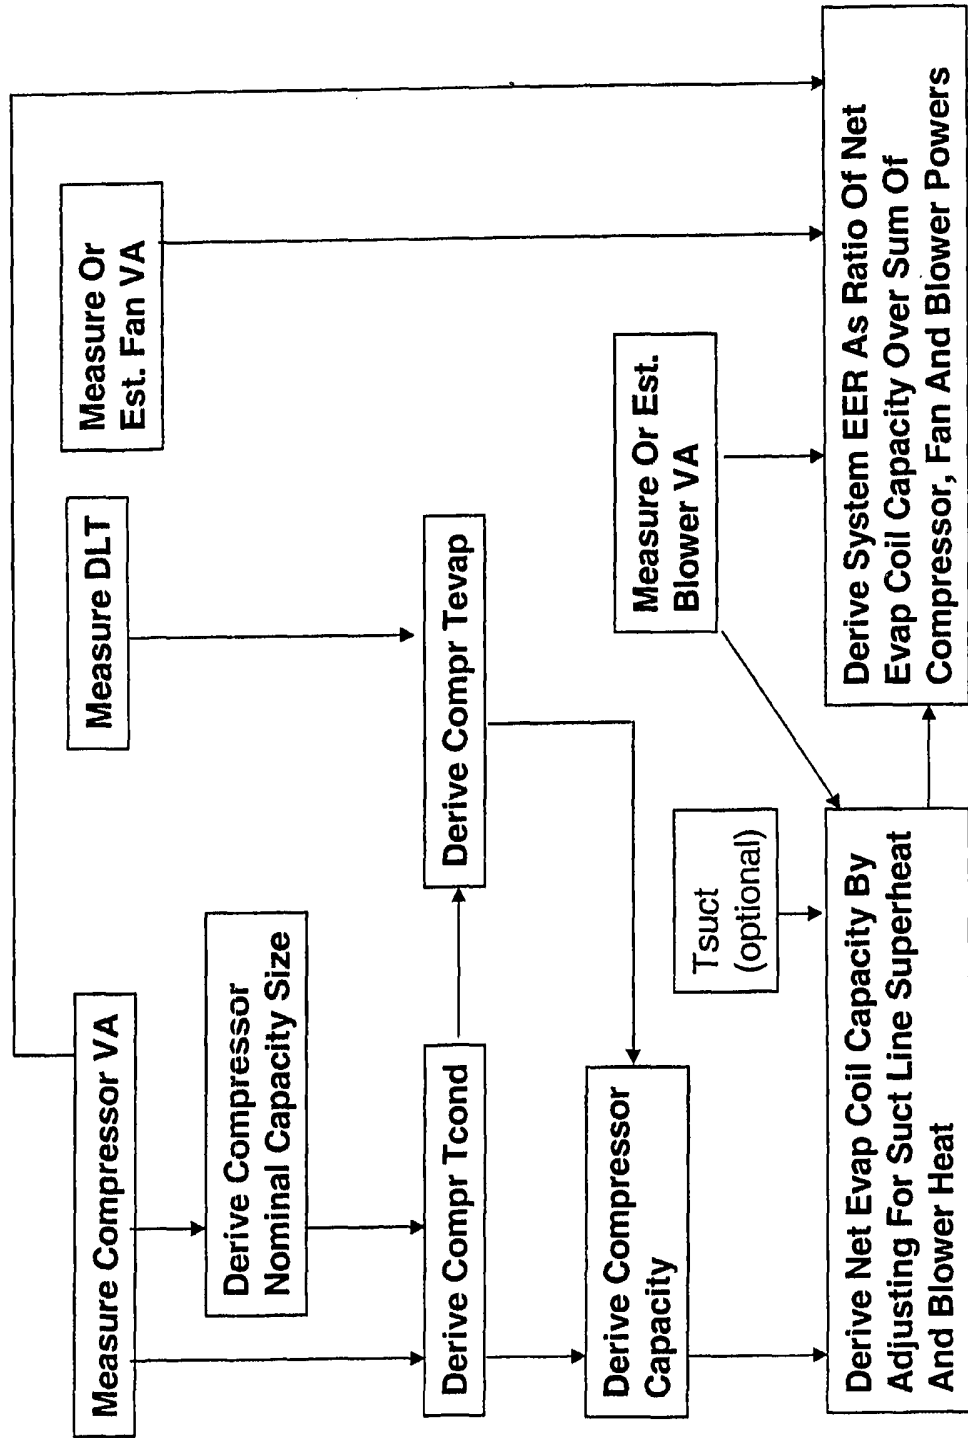 Measure Compressor VA
Measure DLT
Measure Or
Est. Fan VA
Derive Compressor
Nominal Capacity Size
Derive Compr Tcond
Derive Compr Tevap
Derive Compressor
Capacity
Tsuct
(optional)
Measure Or Est.
Blower VA
Derive Net Evap Coil Capacity By
Adjusting For Suct Line Superheat
And Blower Heat
Derive System EER As Ratio Of Net
Evap Coil Capacity Over Sum Of
Compressor, Fan And Blower Powers